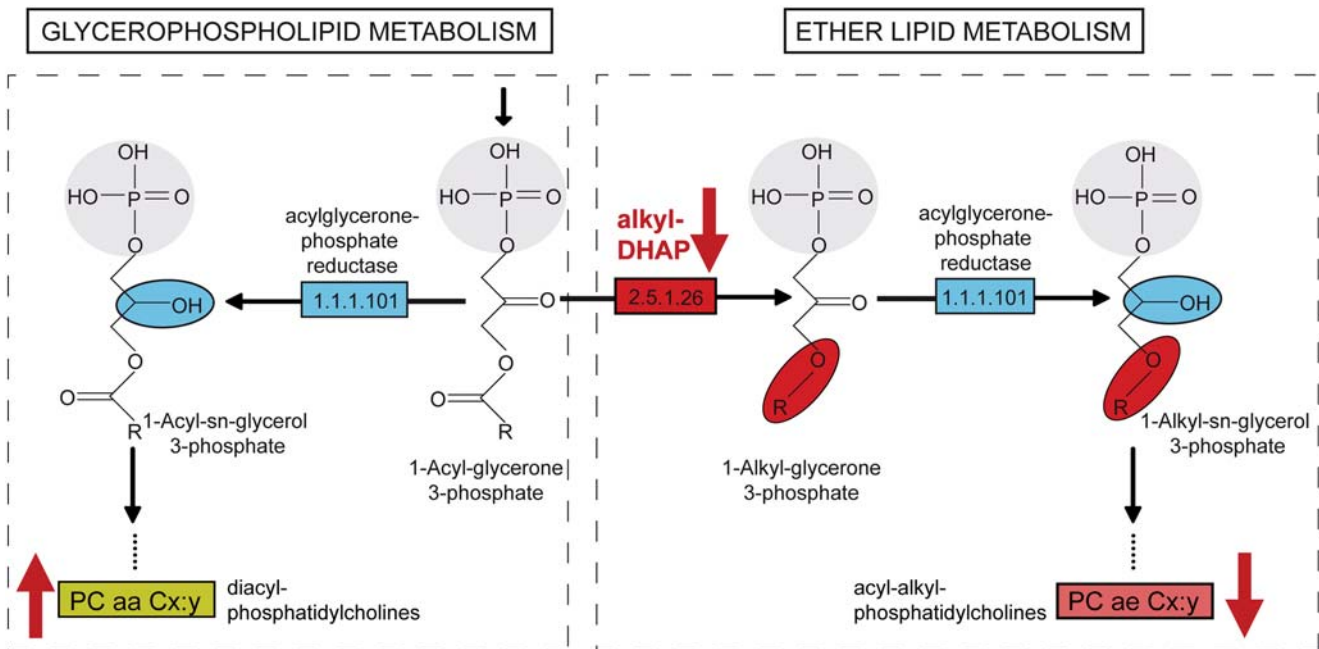 GLYCEROPHOSPHOLIPID METABOLISM
ETHER LIPID METABOLISM
OH
HO P O
O
OH
O
O
R
1-Acyl-sn-glycerol
3-phosphate
acylglycerone-
phosphate
reductase
1.1.1.101
OH
HO P O
O
O
O
O
R
1-Acyl-glycerone
3-phosphate
alkyl-
DHAP
2.5.1.26
OH
HO P O
O
O
O
R
1-Alkyl-glycerone
3-phosphate
acylglycerone-
phosphate
reductase
1.1.1.101
OH
HO P O
O
OH
O
R
1-Alkyl-sn-glycerol
3-phosphate
PC aa Cx:y
diacyl-
phosphatidylcholines
acyl-alkyl-
phosphatidylcholines
PC ae Cx:y